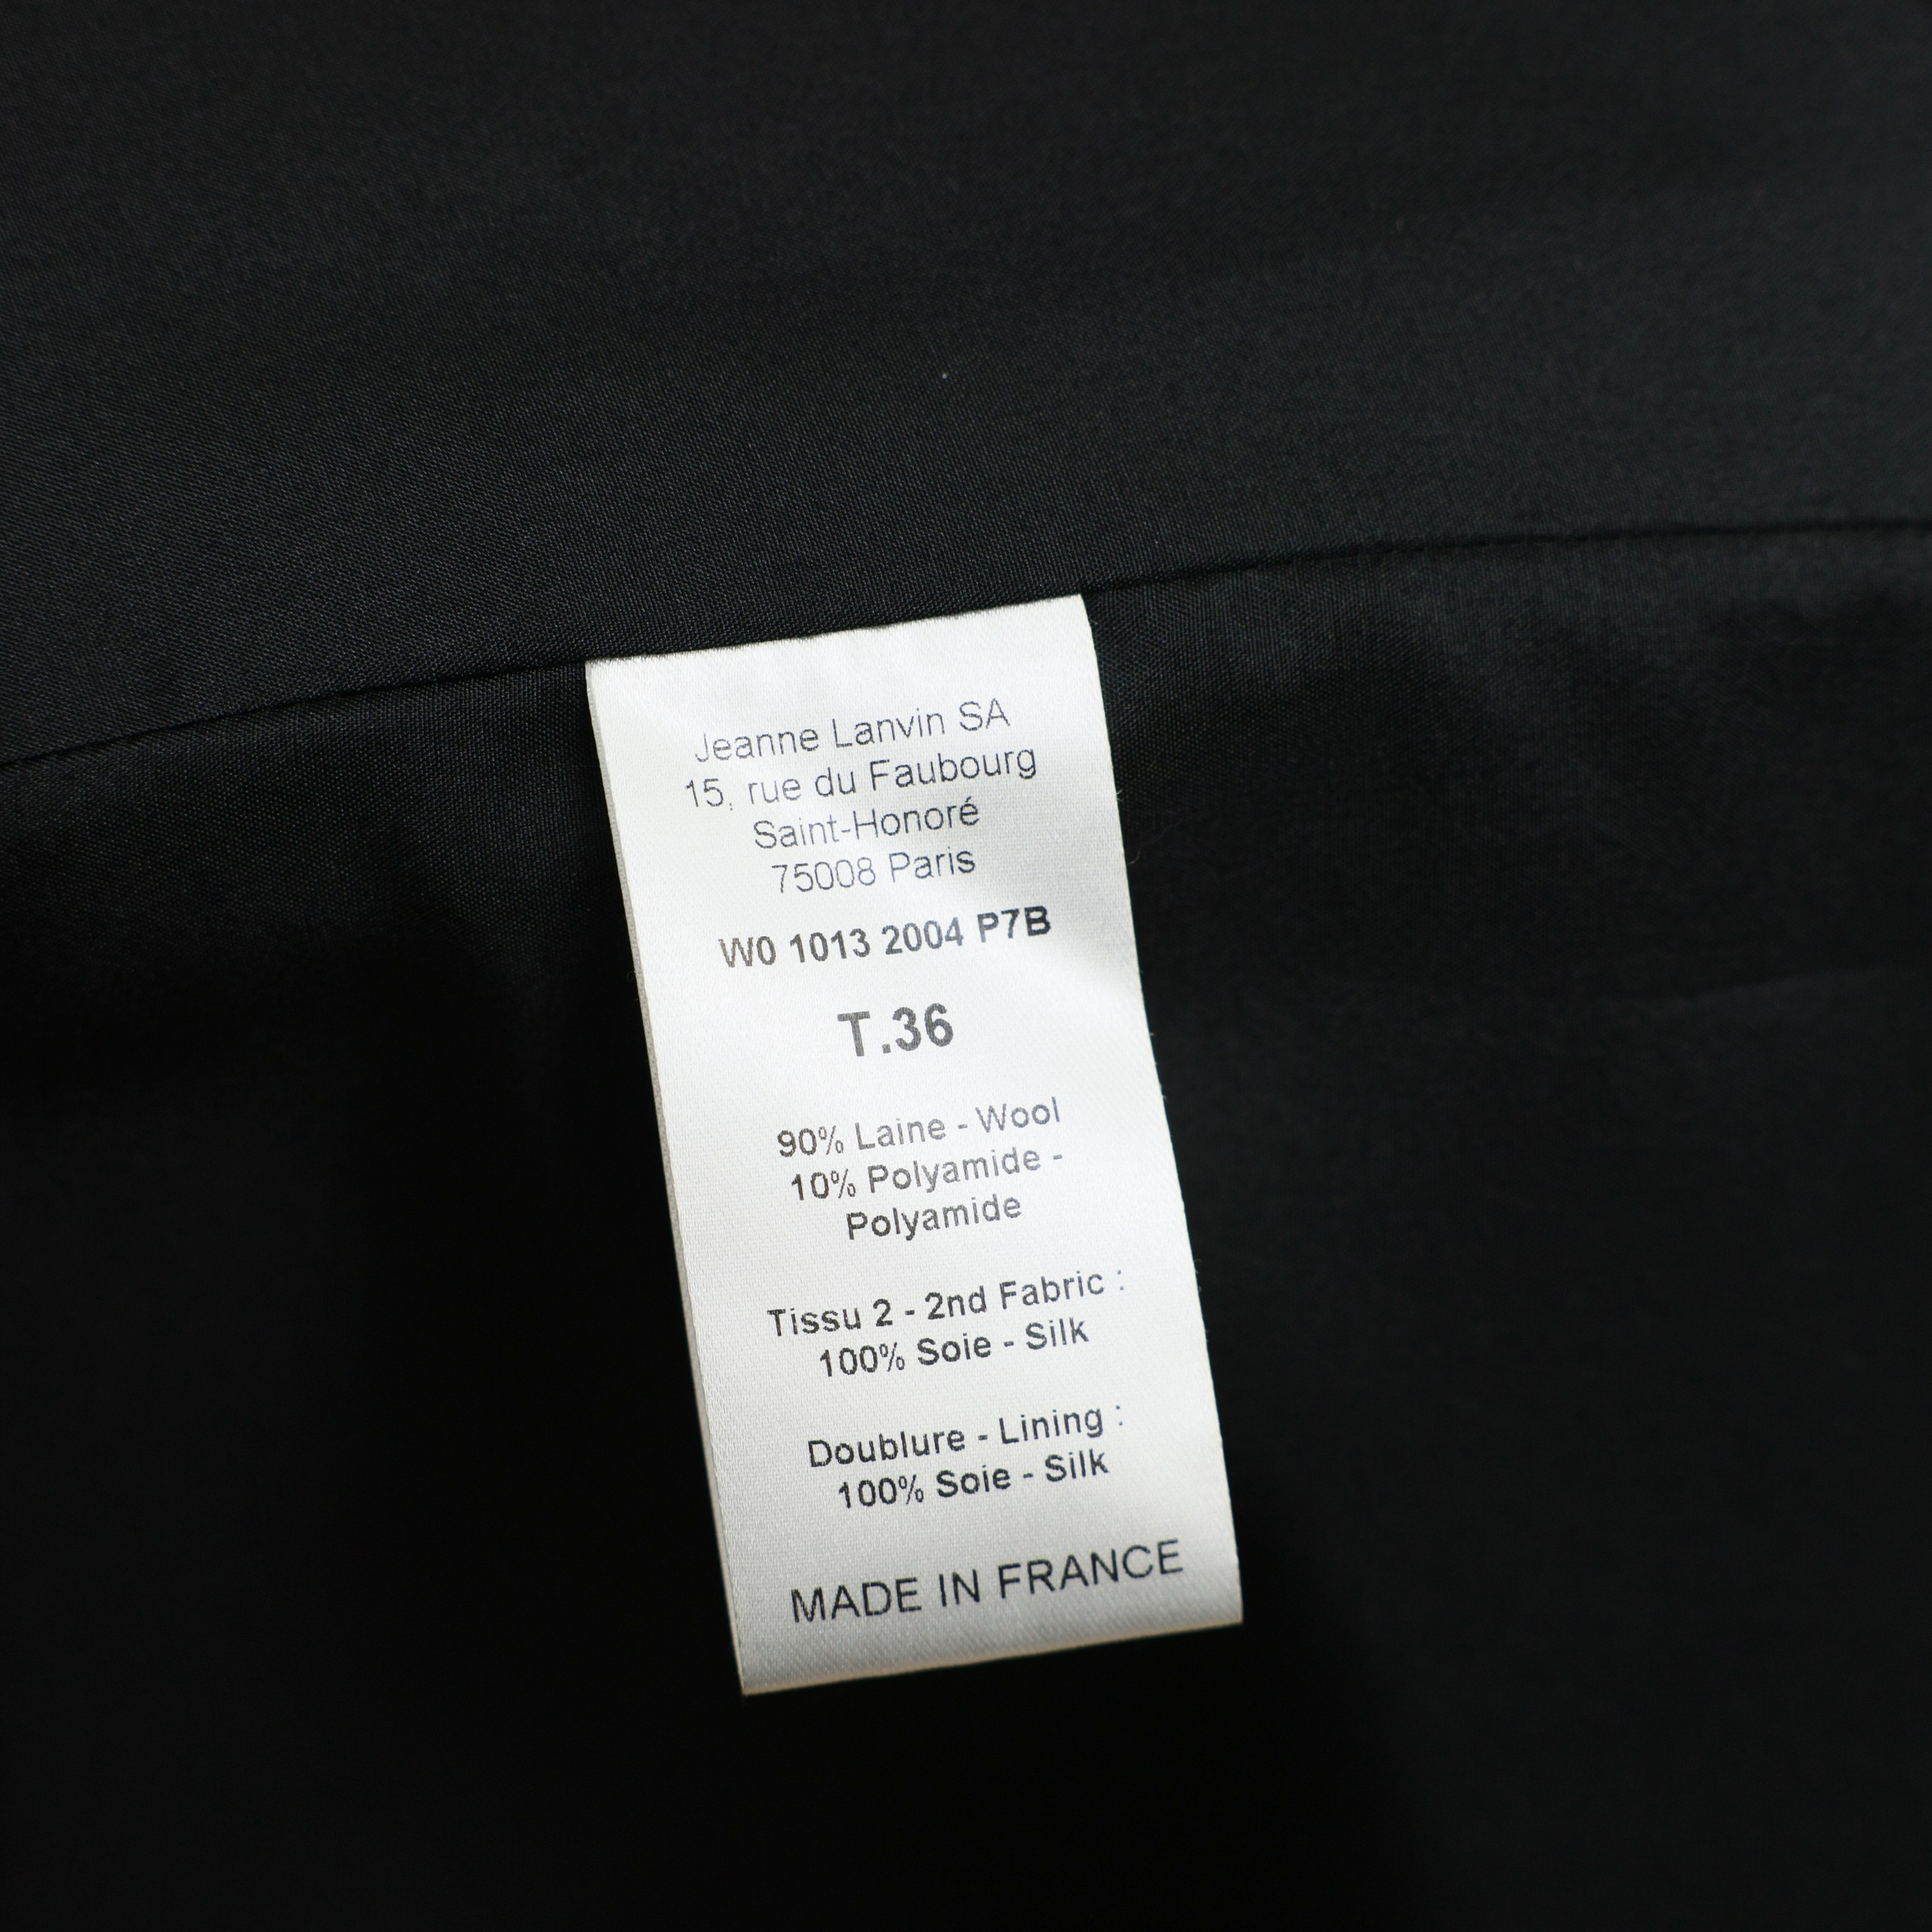 Jeanne Lanvin SA
15, rue du Faubourg
Saint-Honoré
75008 Paris
W0 1013 2004 P7B
T.36
90% Laine - Wool
10% Polyamide -
Polyamide
Tissu 2 - 2nd Fabric :
100% Soie - Silk
Doublure - Lining :
100% Soie - Silk
MADE IN FRANCE